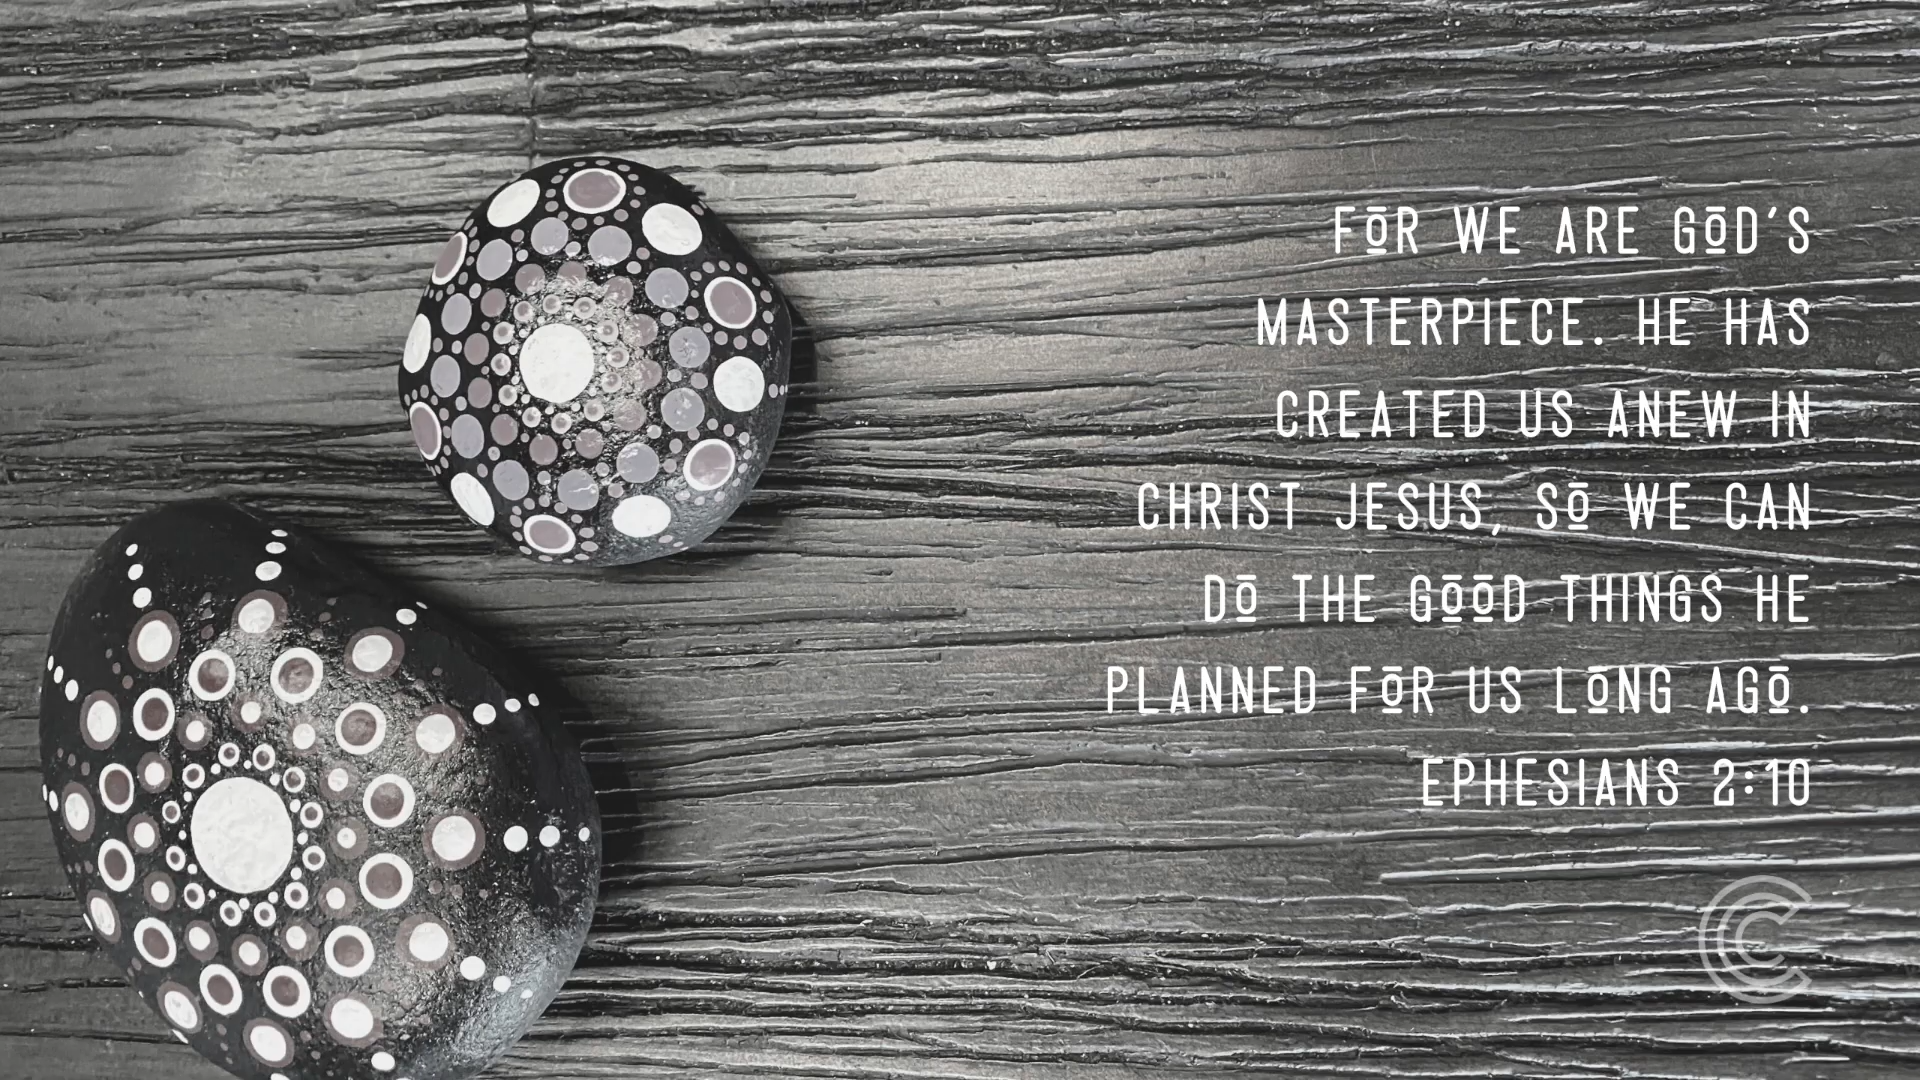 FOR WE ARE GOD'S
MASTERPIECE. HE HAS
CREATED US ANEW IN
CHRIST JESUS, SO WE CAN
DO THE GOOD THINGS HE
PLANNED FOR US LONG AGO.
EPHESIANS 2:10